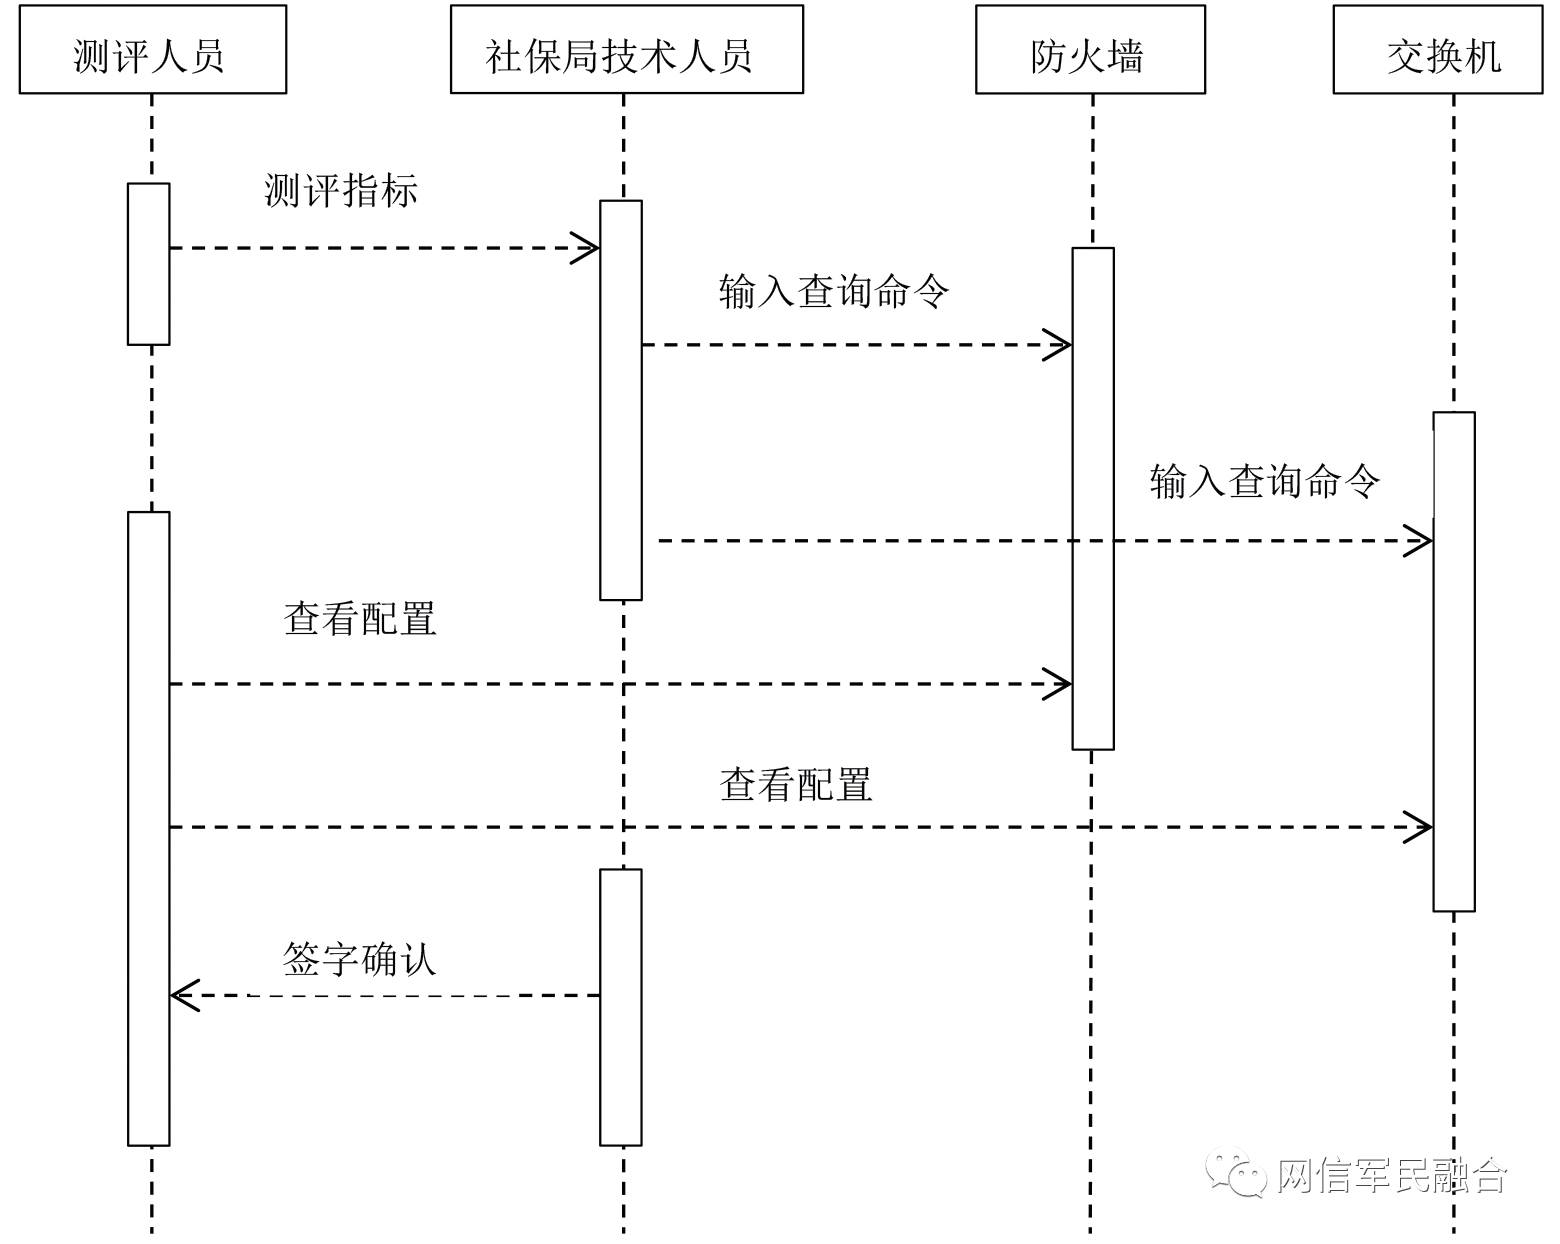 测评人员
社保局技术人员
防火墙
交换机
测评指标
输入查询命令
输入查询命令
查看配置
查看配置
签字确认
网信军民融合